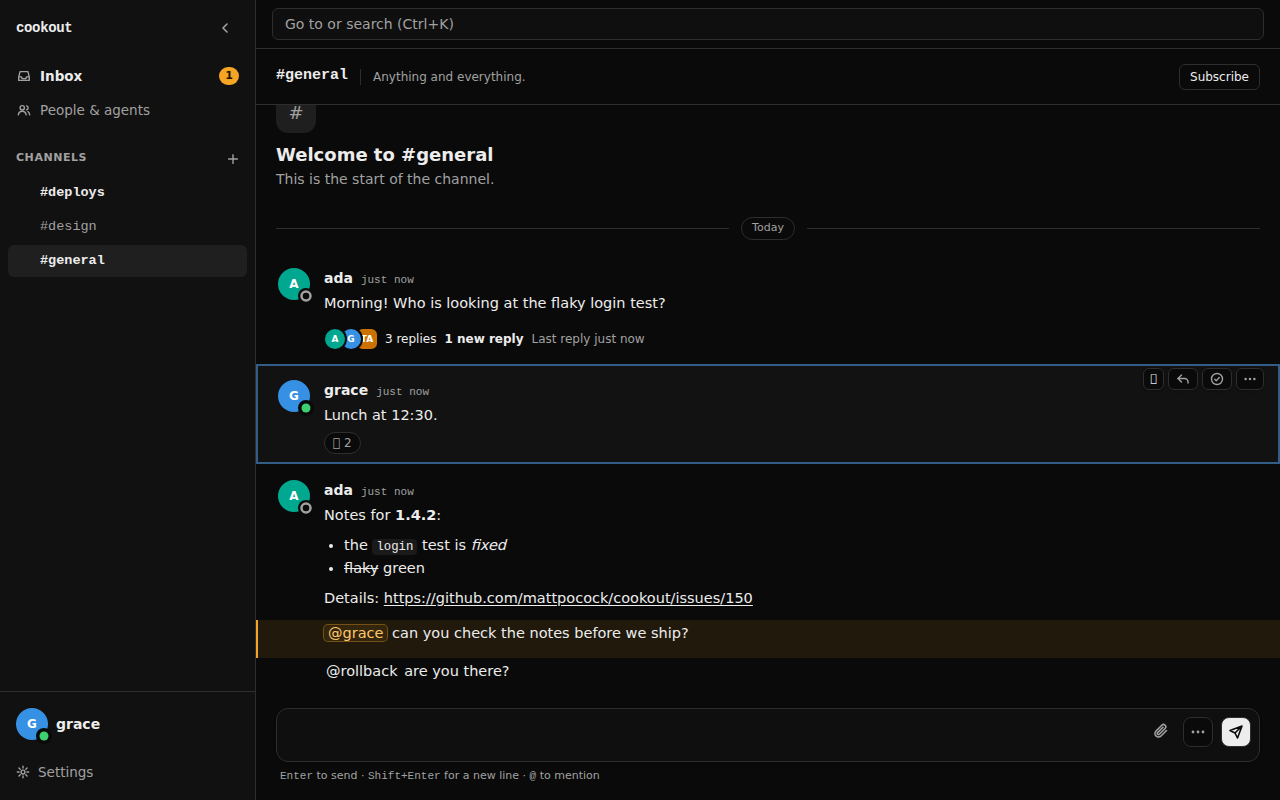 cookout
Go to or search (Ctrl+K)
Inbox 1
People & agents
CHANNELS
#deploys
#design
#general
grace
Settings
#general
Anything and everything.
Subscribe
#
Welcome to #general
This is the start of the channel.
Today
A
ada just now
Morning! Who is looking at the flaky login test?
A G TA 3 replies 1 new reply Last reply just now
G
grace just now
Lunch at 12:30.
2
A
ada just now
Notes for 1.4.2:
• the login test is fixed
• flaky green
Details: https://github.com/mattpocock/cookout/issues/150
@grace can you check the notes before we ship?
@rollback are you there?
G
Enter to send · Shift+Enter for a new line · @ to mention